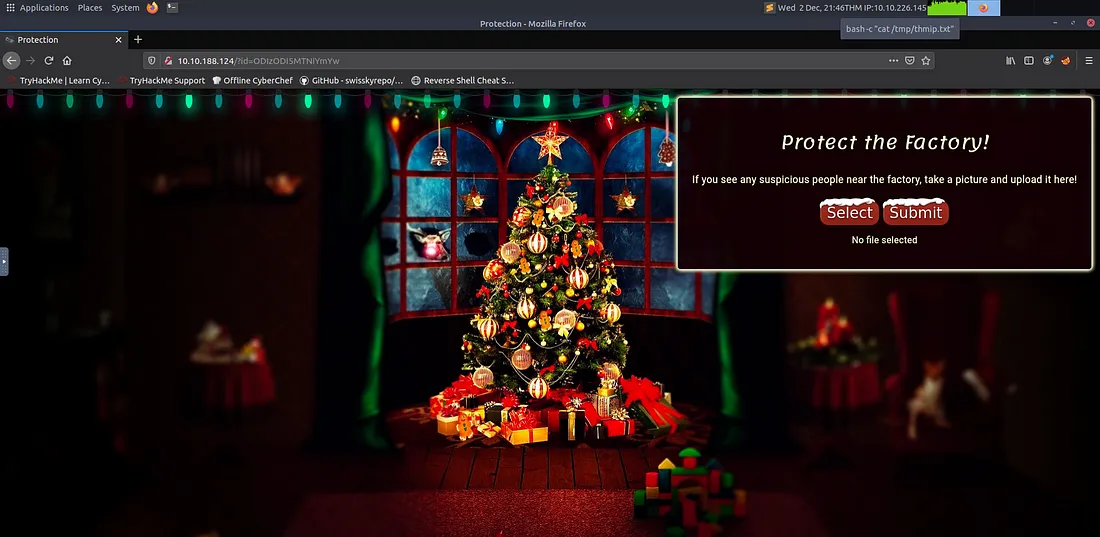 Applications Places System Wed 2 Dec, 21:46 THM IP:10.10.226.145
Protection - Mozilla Firefox
bash -c "cat /tmp/thmip.txt"
Protection
10.10.188.124/?id=ODIzODI5MTNiYmYw
TryHackMe | Learn Cy… TryHackMe Support Offline CyberChef GitHub - swisskyrepo/… Reverse Shell Cheat S…
Protect the Factory!
If you see any suspicious people near the factory, take a picture and upload it here!
Select Submit
No file selected